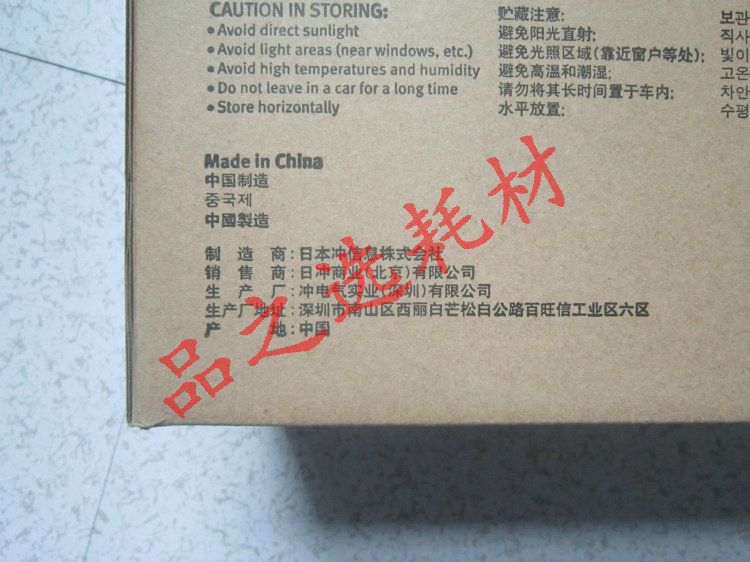 CAUTION IN STORING:
• Avoid direct sunlight
• Avoid light areas (near windows, etc.)
• Avoid high temperatures and humidity
• Do not leave in a car for a long time
• Store horizontally
贮藏注意:
避免阳光直射;
避免光照区域(靠近窗户等处);
避免高温和潮湿;
请勿将其长时间置于车内;
水平放置;
보관
직사
빛이
고온
차안
수평
Made in China
中国制造
중국제
中國製造
制造商:日本冲信息株式会社
销售商:日冲商业(北京)有限公司
生产厂:冲电气实业(深圳)有限公司
生产厂地址:深圳市南山区西丽白芒松白公路百旺信工业区六区
产地:中国
品之选耗材